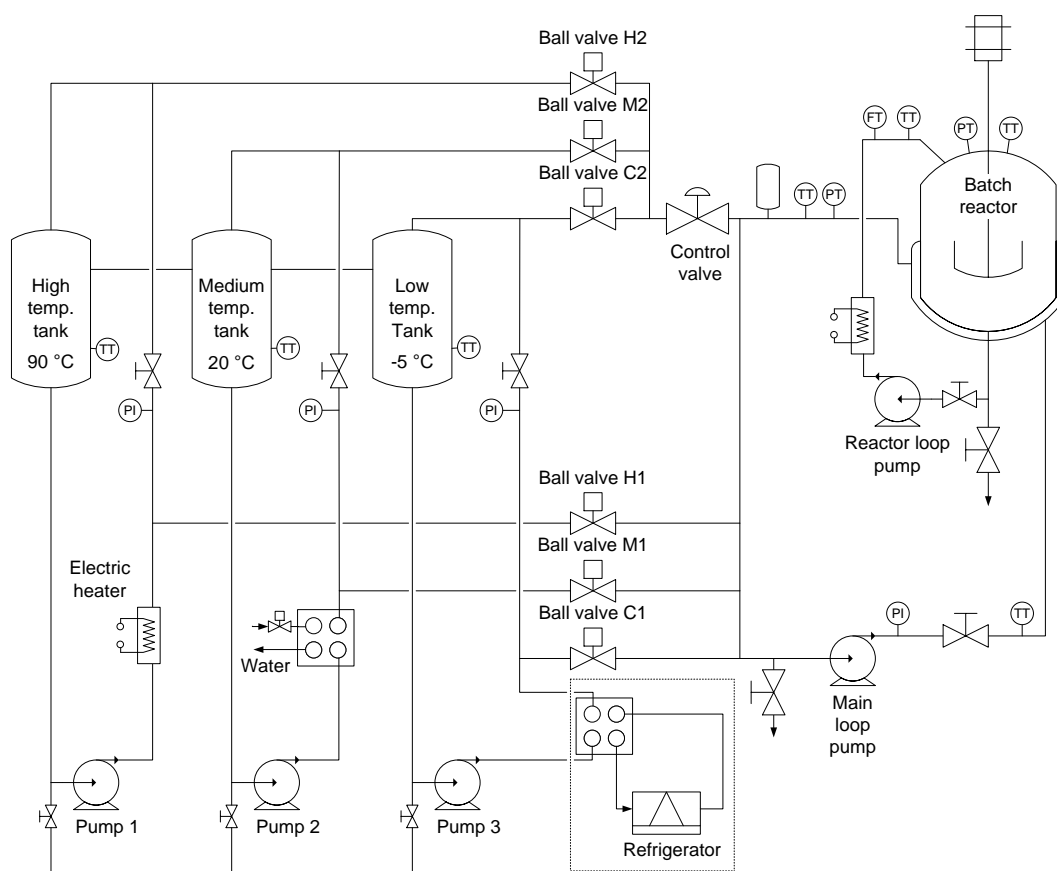 Ball valve H2
Ball valve M2
Ball valve C2
FT
TT
PT
TT
Batch
reactor
TT
PT
Control
valve
High
temp.
tank
90 °C
TT
Medium
temp.
tank
20 °C
TT
Low
temp.
Tank
-5 °C
TT
PI
PI
PI
Reactor loop
pump
Ball valve H1
Ball valve M1
Ball valve C1
Electric
heater
Water
PI
TT
Main
loop
pump
Pump 1
Pump 2
Pump 3
Refrigerator